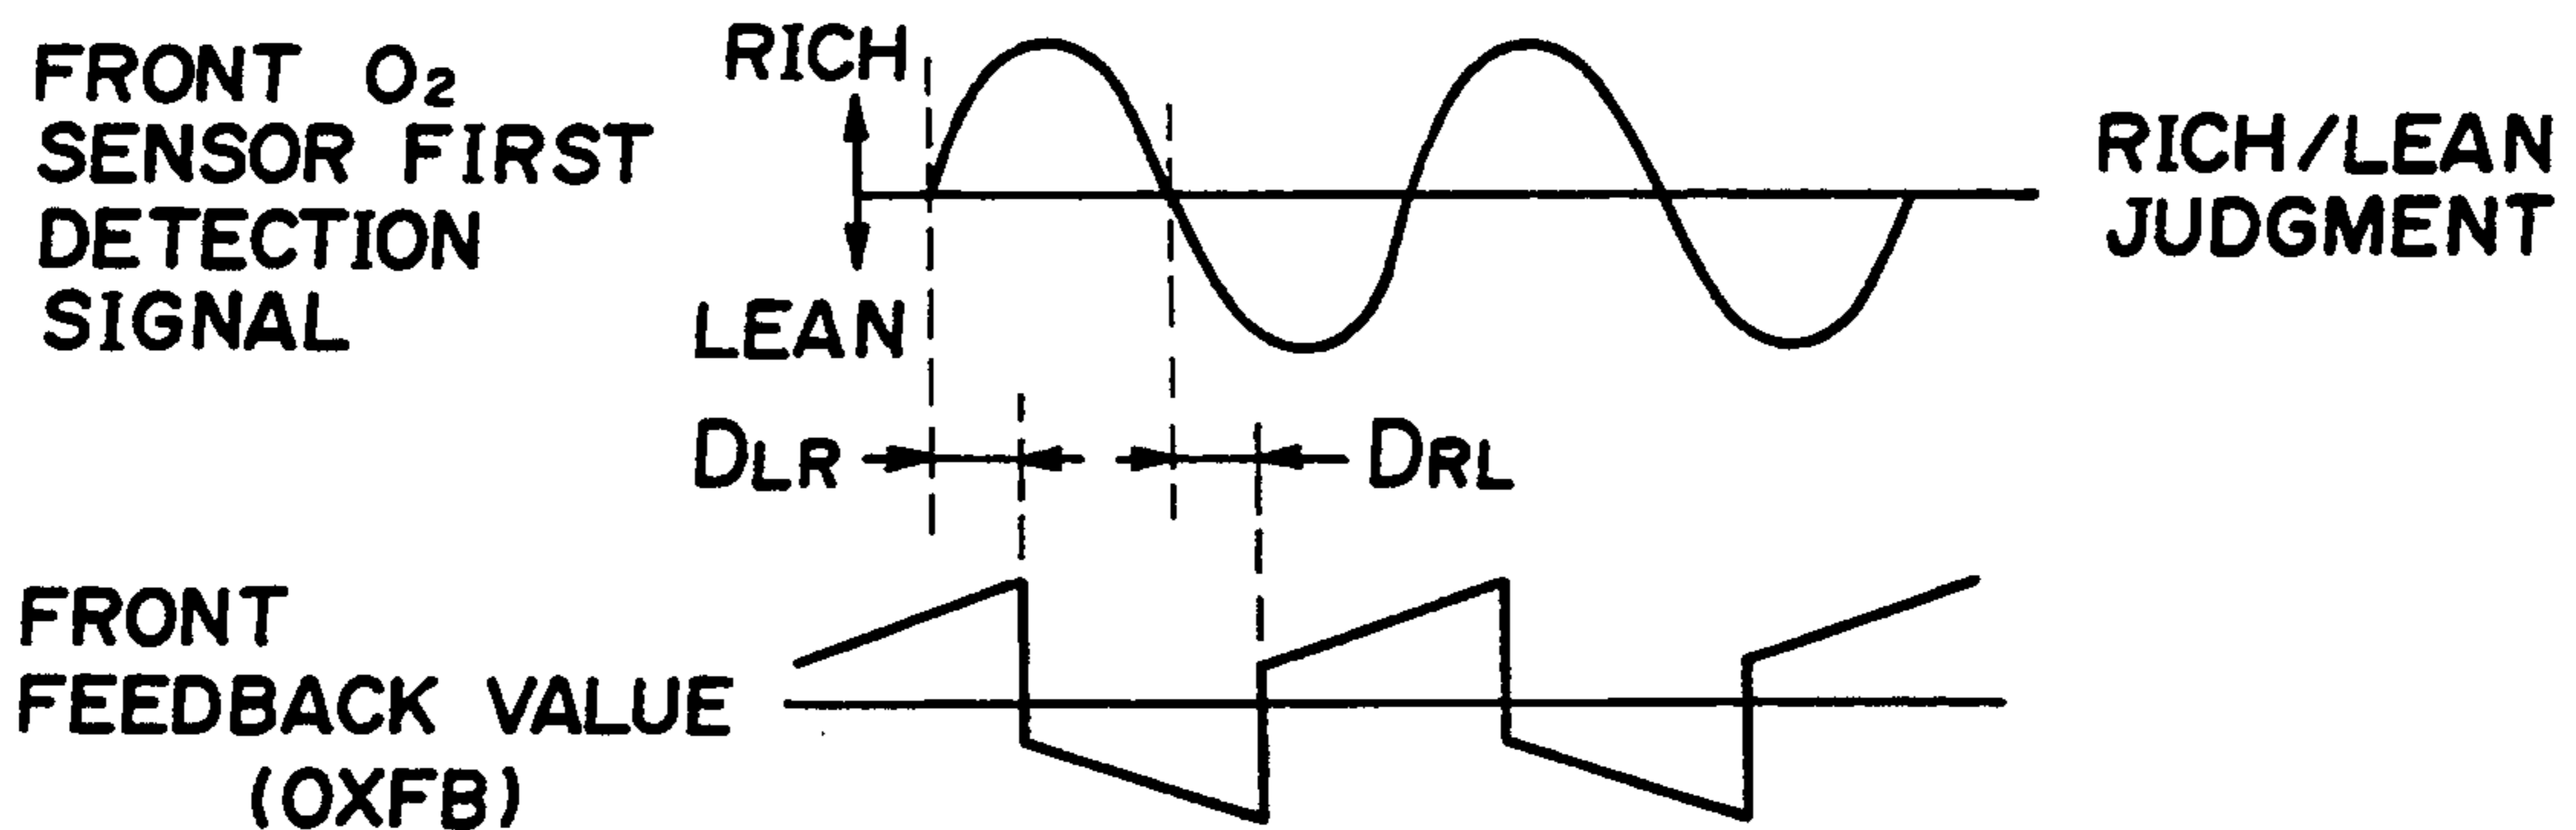 FRONT O₂
SENSOR FIRST
DETECTION
SIGNAL
RICH
LEAN
RICH/LEAN
JUDGMENT
DLR
DRL
FRONT
FEEDBACK VALUE
(OXFB)